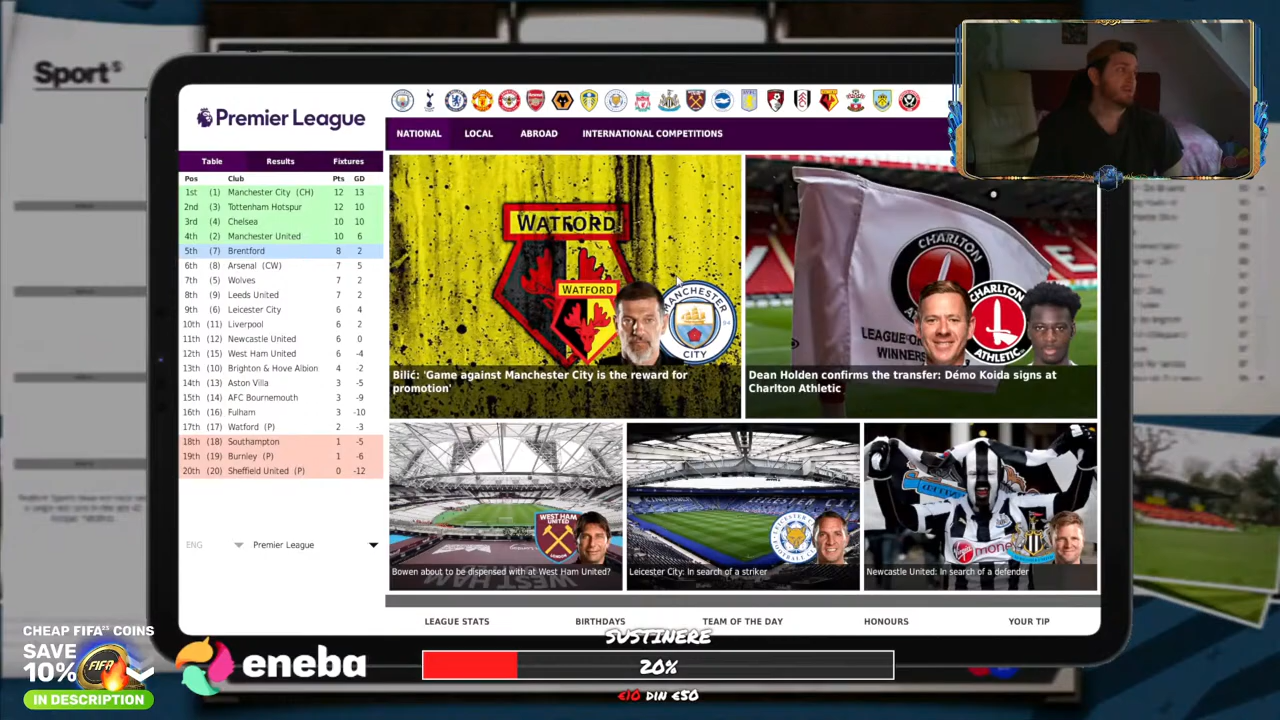 Sport^s
Premier League
NATIONAL LOCAL ABROAD INTERNATIONAL COMPETITIONS
Table Results Fixtures
Pos Club Pts GD
1st (1) Manchester City (CH) 12 13
2nd (3) Tottenham Hotspur 12 10
3rd (4) Chelsea 10 10
4th (2) Manchester United 10 6
5th (7) Brentford 8 2
6th (8) Arsenal (CW) 7 5
7th (5) Wolves 7 2
8th (9) Leeds United 7 2
9th (6) Leicester City 6 4
10th (11) Liverpool 6 2
11th (12) Newcastle United 6 0
12th (15) West Ham United 6 -4
13th (10) Brighton & Hove Albion 4 -2
14th (13) Aston Villa 3 -5
15th (14) AFC Bournemouth 3 -9
16th (16) Fulham 3 -10
17th (17) Watford (P) 2 -3
18th (18) Southampton 1 -5
19th (19) Burnley (P) 1 -6
20th (20) Sheffield United (P) 0 -12
ENG Premier League
WATFORD
WATFORD
MANCHESTER
CITY
Bilić: 'Game against Manchester City is the reward for
promotion'
CHARLTON
ATHLETIC
LEAGUE ONE
WINNERS
CHARLTON
ATHLETIC
Dean Holden confirms the transfer: Démo Koida signs at
Charlton Athletic
WEST HAM
UNITED
LONDON
Bowen about to be dispensed with at West Ham United?
Leicester City: In search of a striker
Virgin money
Newcastle United: In search of a defender
LEAGUE STATS BIRTHDAYS TEAM OF THE DAY HONOURS YOUR TIP
CHEAP FIFA²³ COINS
SAVE
10%
FIFA
IN DESCRIPTION
eneba
SUSTINERE
20%
€10 DIN €50